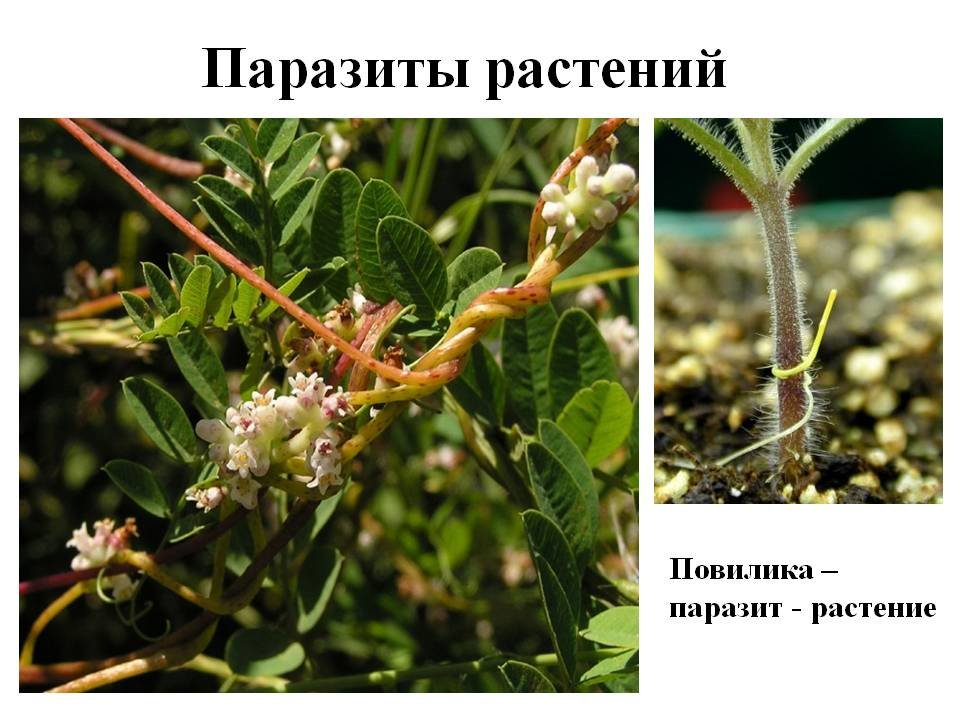 Паразиты растений
Повилика –
паразит - растение